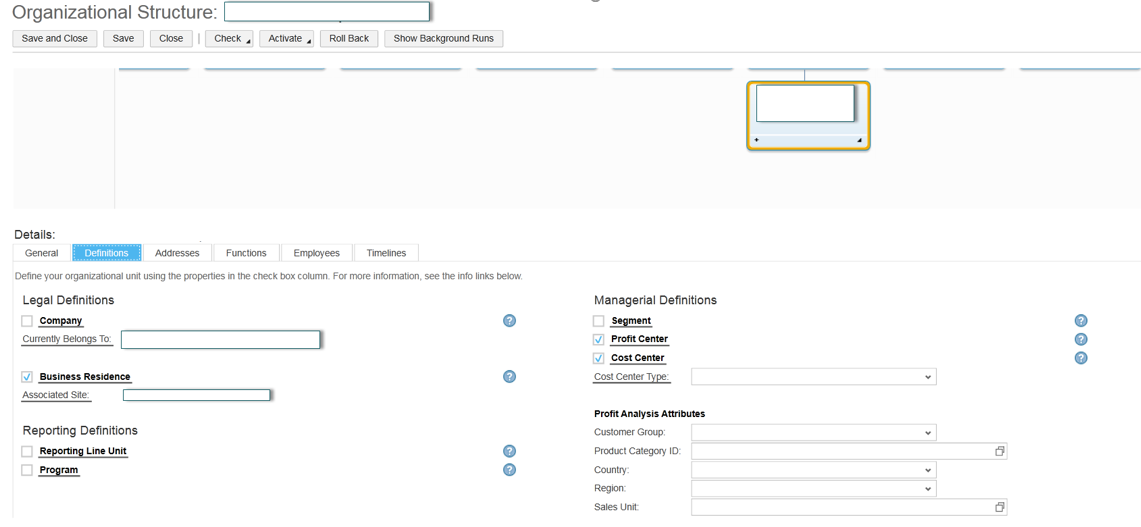 Organizational Structure:
Save and Close Save Close | Check Activate Roll Back Show Background Runs
Details:
General Definitions Addresses Functions Employees Timelines
Define your organizational unit using the properties in the check box column. For more information, see the info links below.
Legal Definitions
Company
Currently Belongs To:
Business Residence
Associated Site:
Reporting Definitions
Reporting Line Unit
Program
Managerial Definitions
Segment
Profit Center
Cost Center
Cost Center Type:
Profit Analysis Attributes
Customer Group:
Product Category ID:
Country:
Region:
Sales Unit: